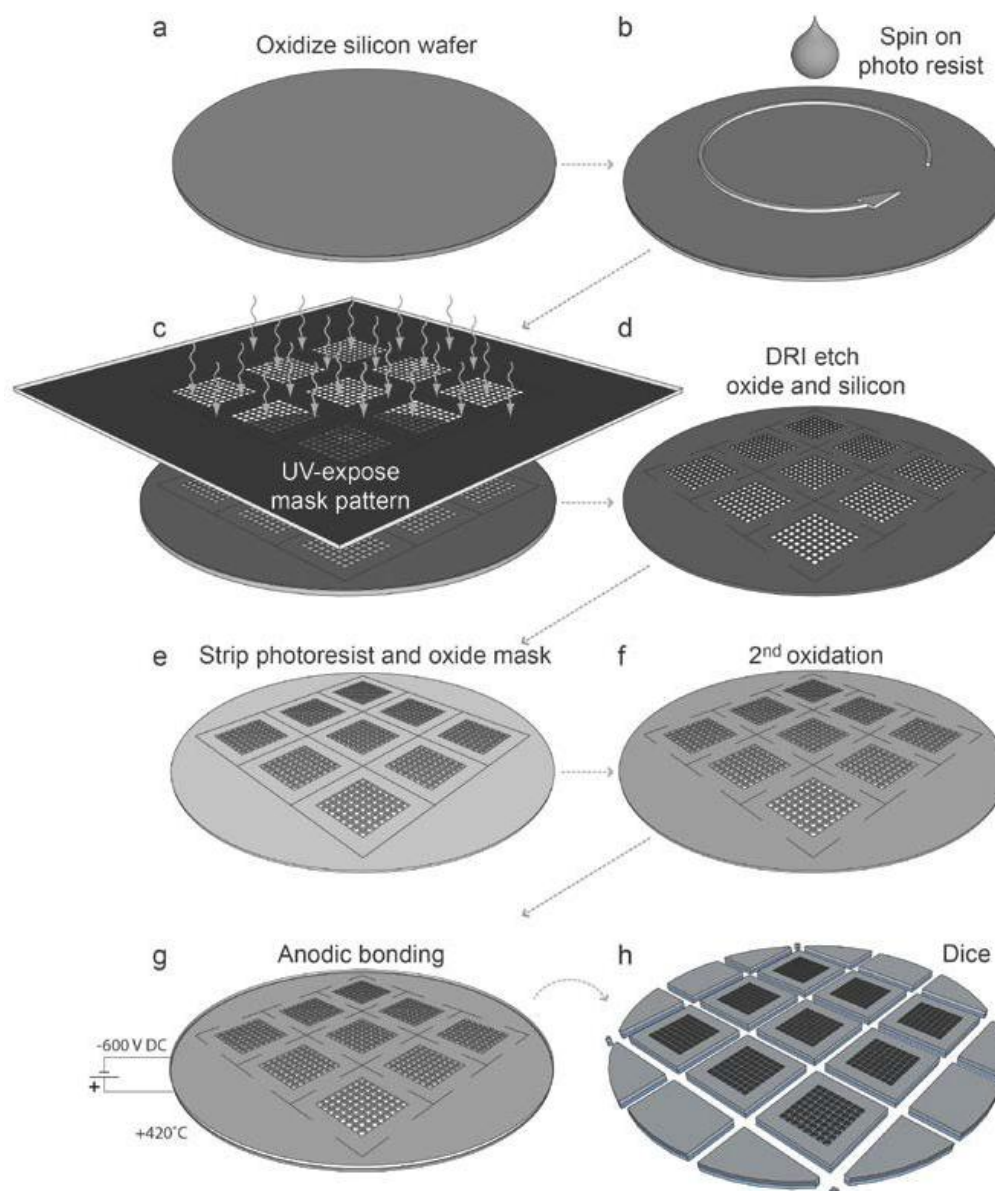 a
Oxidize silicon wafer
b
Spin on
photo resist
c
UV-expose
mask pattern
d
DRI etch
oxide and silicon
e
Strip photoresist and oxide mask
f
2nd oxidation
g
Anodic bonding
-600 V DC
+
+420°C
h
Dice